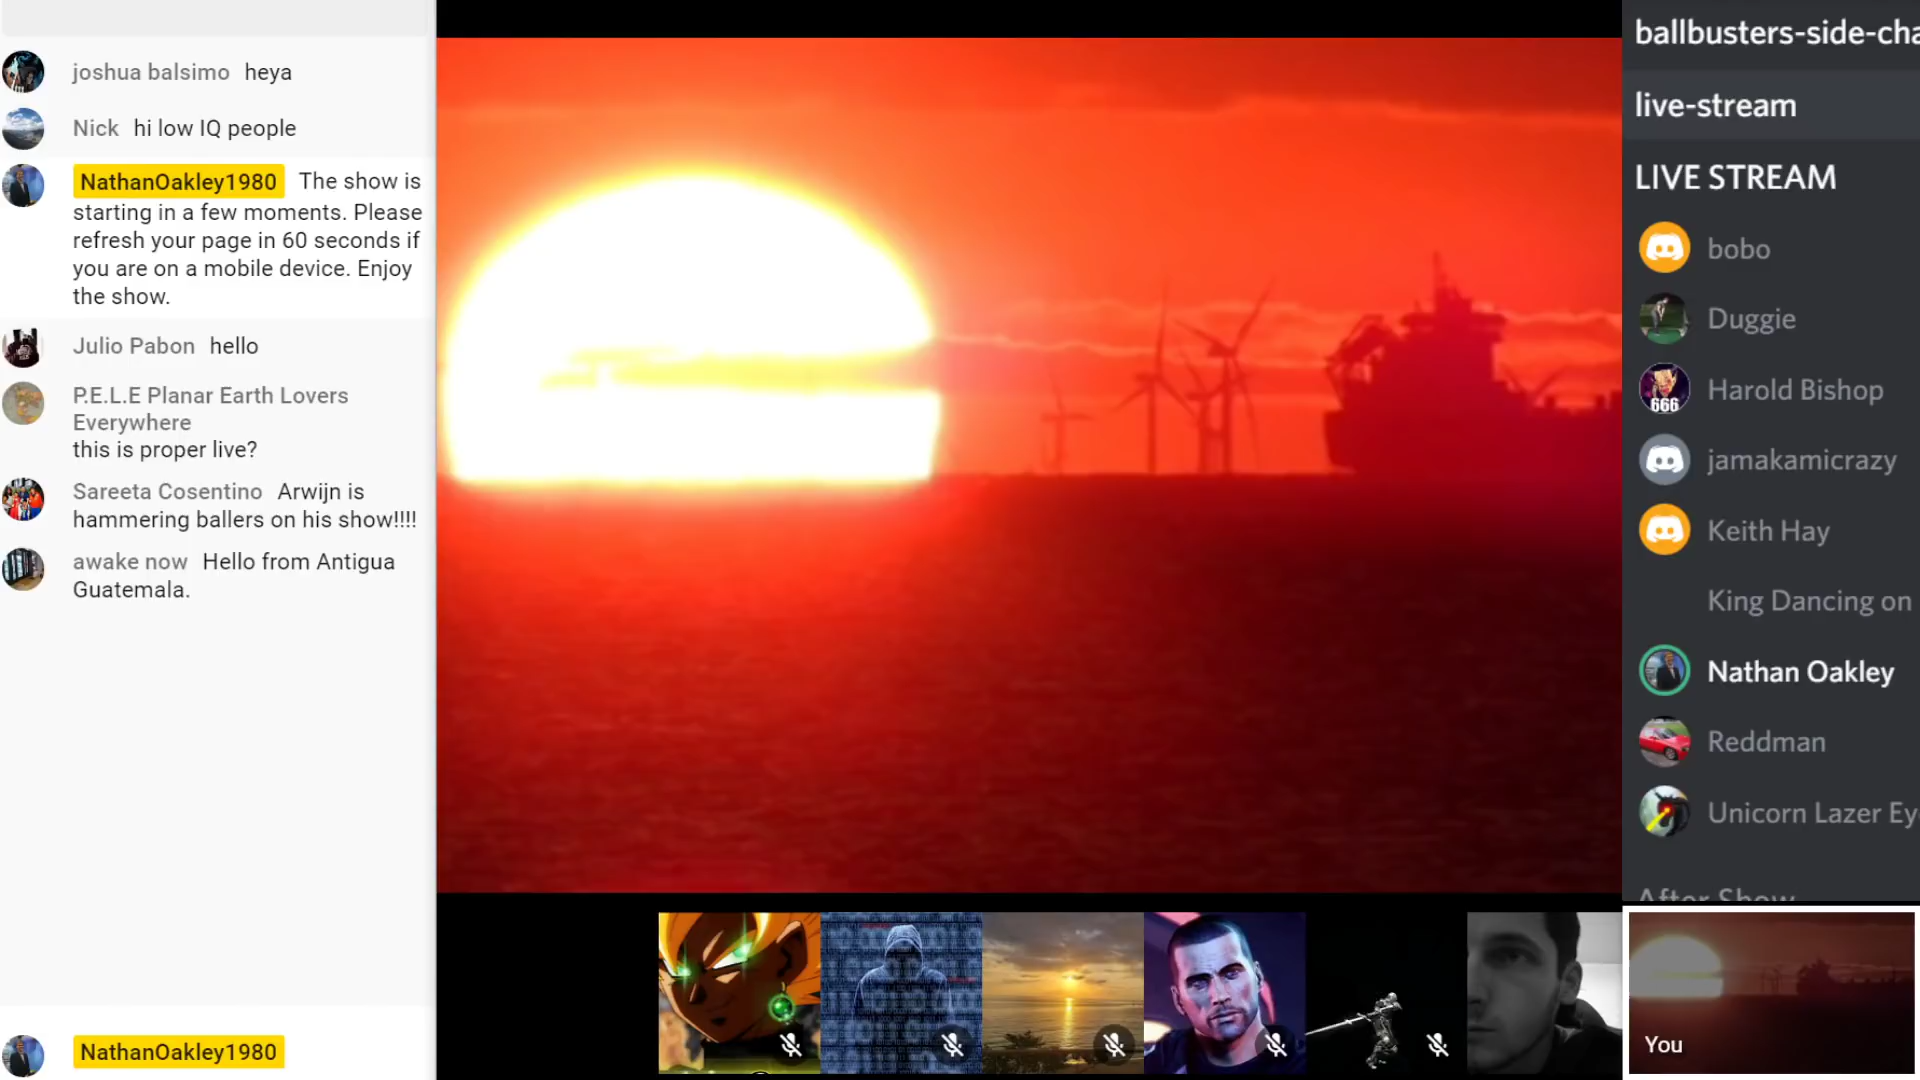 joshua balsimo heya
Nick hi low IQ people
NathanOakley1980 The show is
starting in a few moments. Please
refresh your page in 60 seconds if
you are on a mobile device. Enjoy
the show.
Julio Pabon hello
P.E.L.E Planar Earth Lovers
Everywhere
this is proper live?
Sareeta Cosentino Arwijn is
hammering ballers on his show!!!!
awake now Hello from Antigua
Guatemala.
NathanOakley1980
ballbusters-side-cha
live-stream
LIVE STREAM
bobo
Duggie
666
Harold Bishop
jamakamicrazy
Keith Hay
King Dancing on
Nathan Oakley
Reddman
Unicorn Lazer Ey
After Show
You